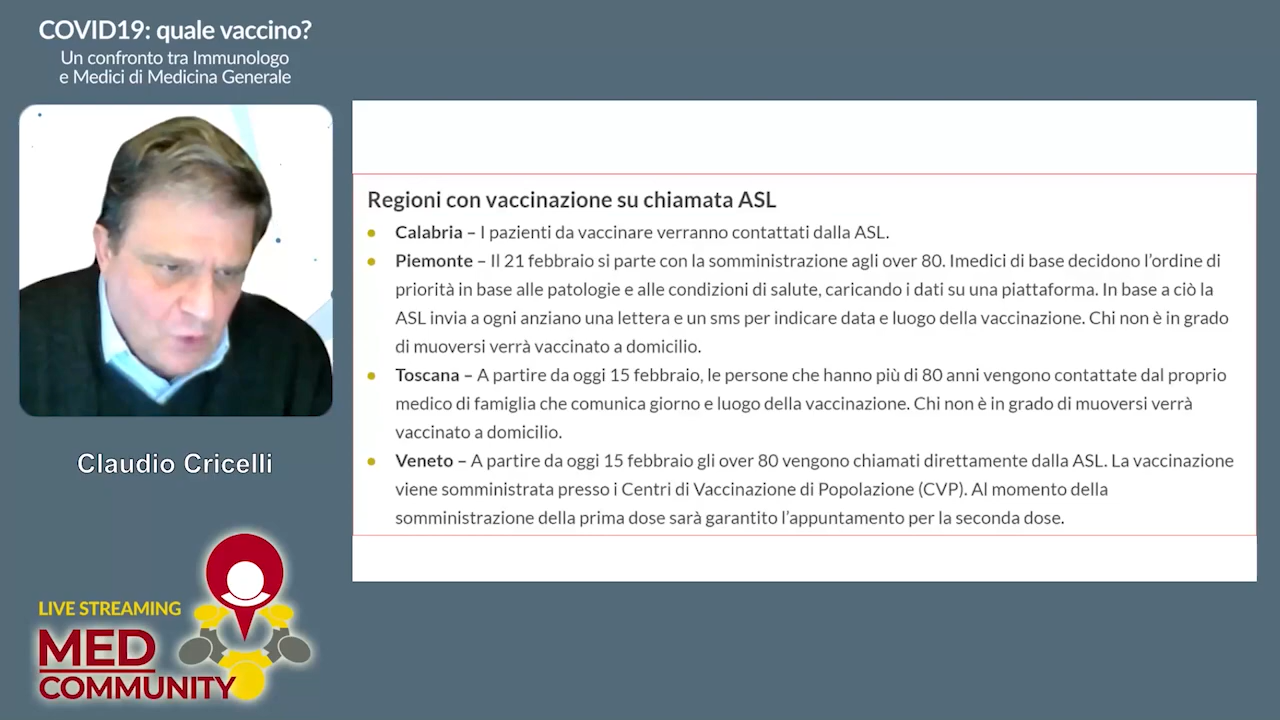 COVID19: quale vaccino?
Un confronto tra Immunologo
e Medici di Medicina Generale
Regioni con vaccinazione su chiamata ASL
Calabria – I pazienti da vaccinare verranno contattati dalla ASL.
Piemonte – Il 21 febbraio si parte con la somministrazione agli over 80. Imedici di base decidono l’ordine di
priorità in base alle patologie e alle condizioni di salute, caricando i dati su una piattaforma. In base a ciò la
ASL invia a ogni anziano una lettera e un sms per indicare data e luogo della vaccinazione. Chi non è in grado
di muoversi verrà vaccinato a domicilio.
Toscana – A partire da oggi 15 febbraio, le persone che hanno più di 80 anni vengono contattate dal proprio
medico di famiglia che comunica giorno e luogo della vaccinazione. Chi non è in grado di muoversi verrà
vaccinato a domicilio.
Veneto – A partire da oggi 15 febbraio gli over 80 vengono chiamati direttamente dalla ASL. La vaccinazione
viene somministrata presso i Centri di Vaccinazione di Popolazione (CVP). Al momento della
somministrazione della prima dose sarà garantito l’appuntamento per la seconda dose.
Claudio Cricelli
LIVE STREAMING
MED
COMMUNITY